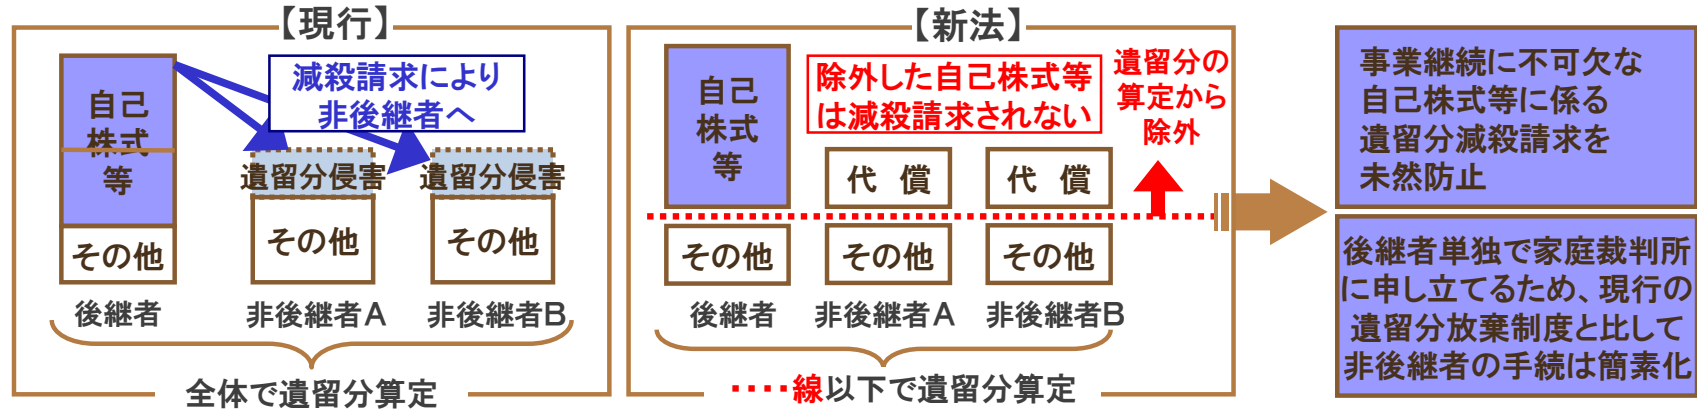 【現行】
自己
株式
等
その他
後継者
減殺請求により
非後継者へ
遺留分侵害
その他
非後継者A
遺留分侵害
その他
非後継者B
全体で遺留分算定
【新法】
自己
株式
等
その他
後継者
除外した自己株式等
は減殺請求されない
代　償
その他
非後継者A
代　償
その他
非後継者B
遺留分の
算定から
除外
・・・・線以下で遺留分算定
事業継続に不可欠な
自己株式等に係る
遺留分減殺請求を
未然防止
後継者単独で家庭裁判所
に申し立てるため、現行の
遺留分放棄制度と比して
非後継者の手続は簡素化